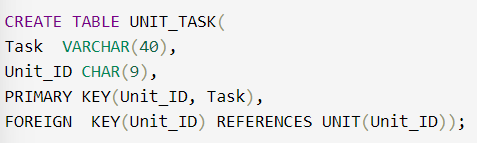 CREATE TABLE UNIT_TASK(
Task  VARCHAR(40),
Unit_ID CHAR(9),
PRIMARY KEY(Unit_ID, Task),
FOREIGN  KEY(Unit_ID) REFERENCES UNIT(Unit_ID));